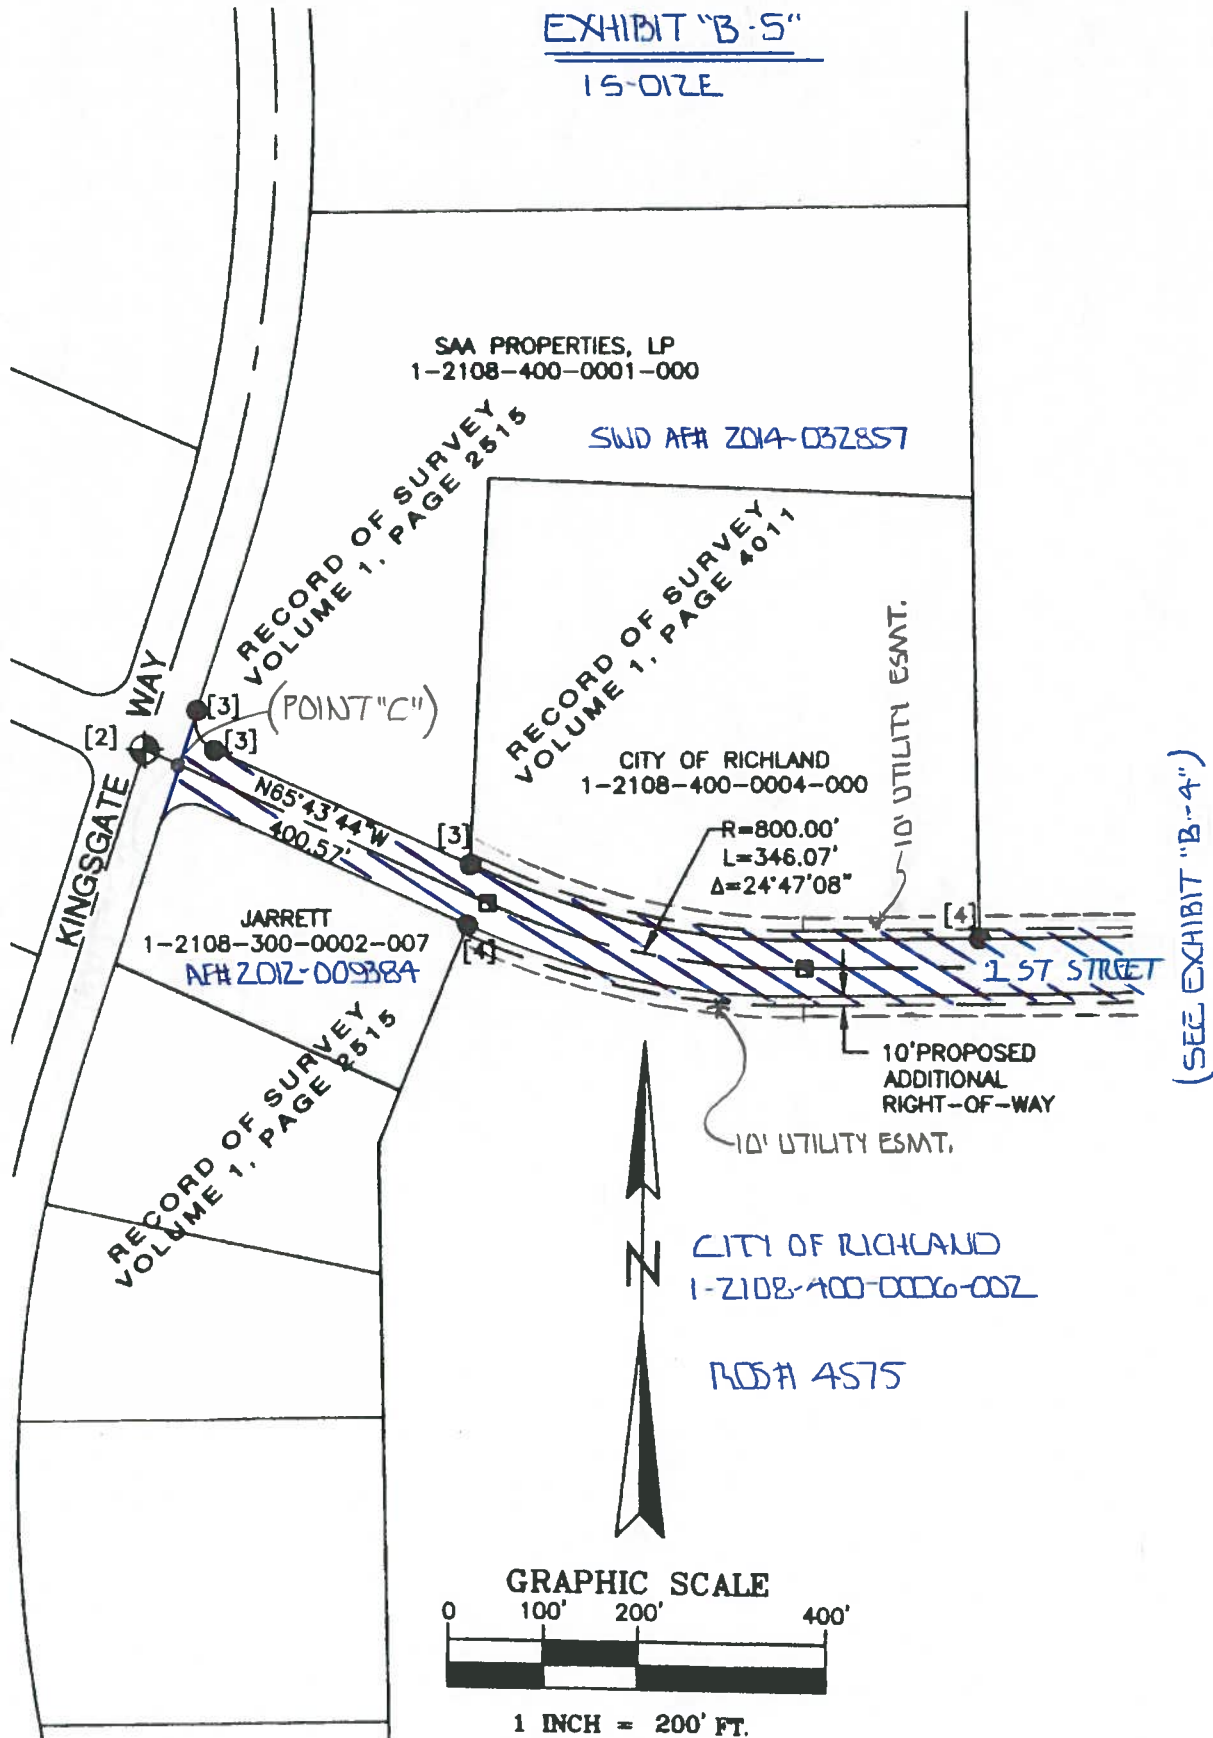 EXHIBIT "B-5"
15-012E
SAA PROPERTIES, LP
1-2108-400-0001-000
SWD AF# 2014-032857
RECORD OF SURVEY
VOLUME 1, PAGE 2515
RECORD OF SURVEY
VOLUME 1, PAGE 4011
10' UTILITY ESMT.
KINGSGATE WAY
[3]
(POINT "C")
[2]
[3]
CITY OF RICHLAND
1-2108-400-0004-000
(SEE EXHIBIT "B-4")
N65°43'44"W
400.57'
[3]
R=800.00'
L=346.07'
Δ=24°47'08"
JARRETT
1-2108-300-0002-007
AF# 2012-009384
[4]
[4]
1ST STREET
10'PROPOSED
ADDITIONAL
RIGHT-OF-WAY
10' UTILITY ESMT.
RECORD OF SURVEY
VOLUME 1, PAGE 2515
N
CITY OF RICHLAND
1-2108-400-0006-002
ROS# 4575
GRAPHIC SCALE
0 100' 200' 400'
1 INCH = 200' FT.